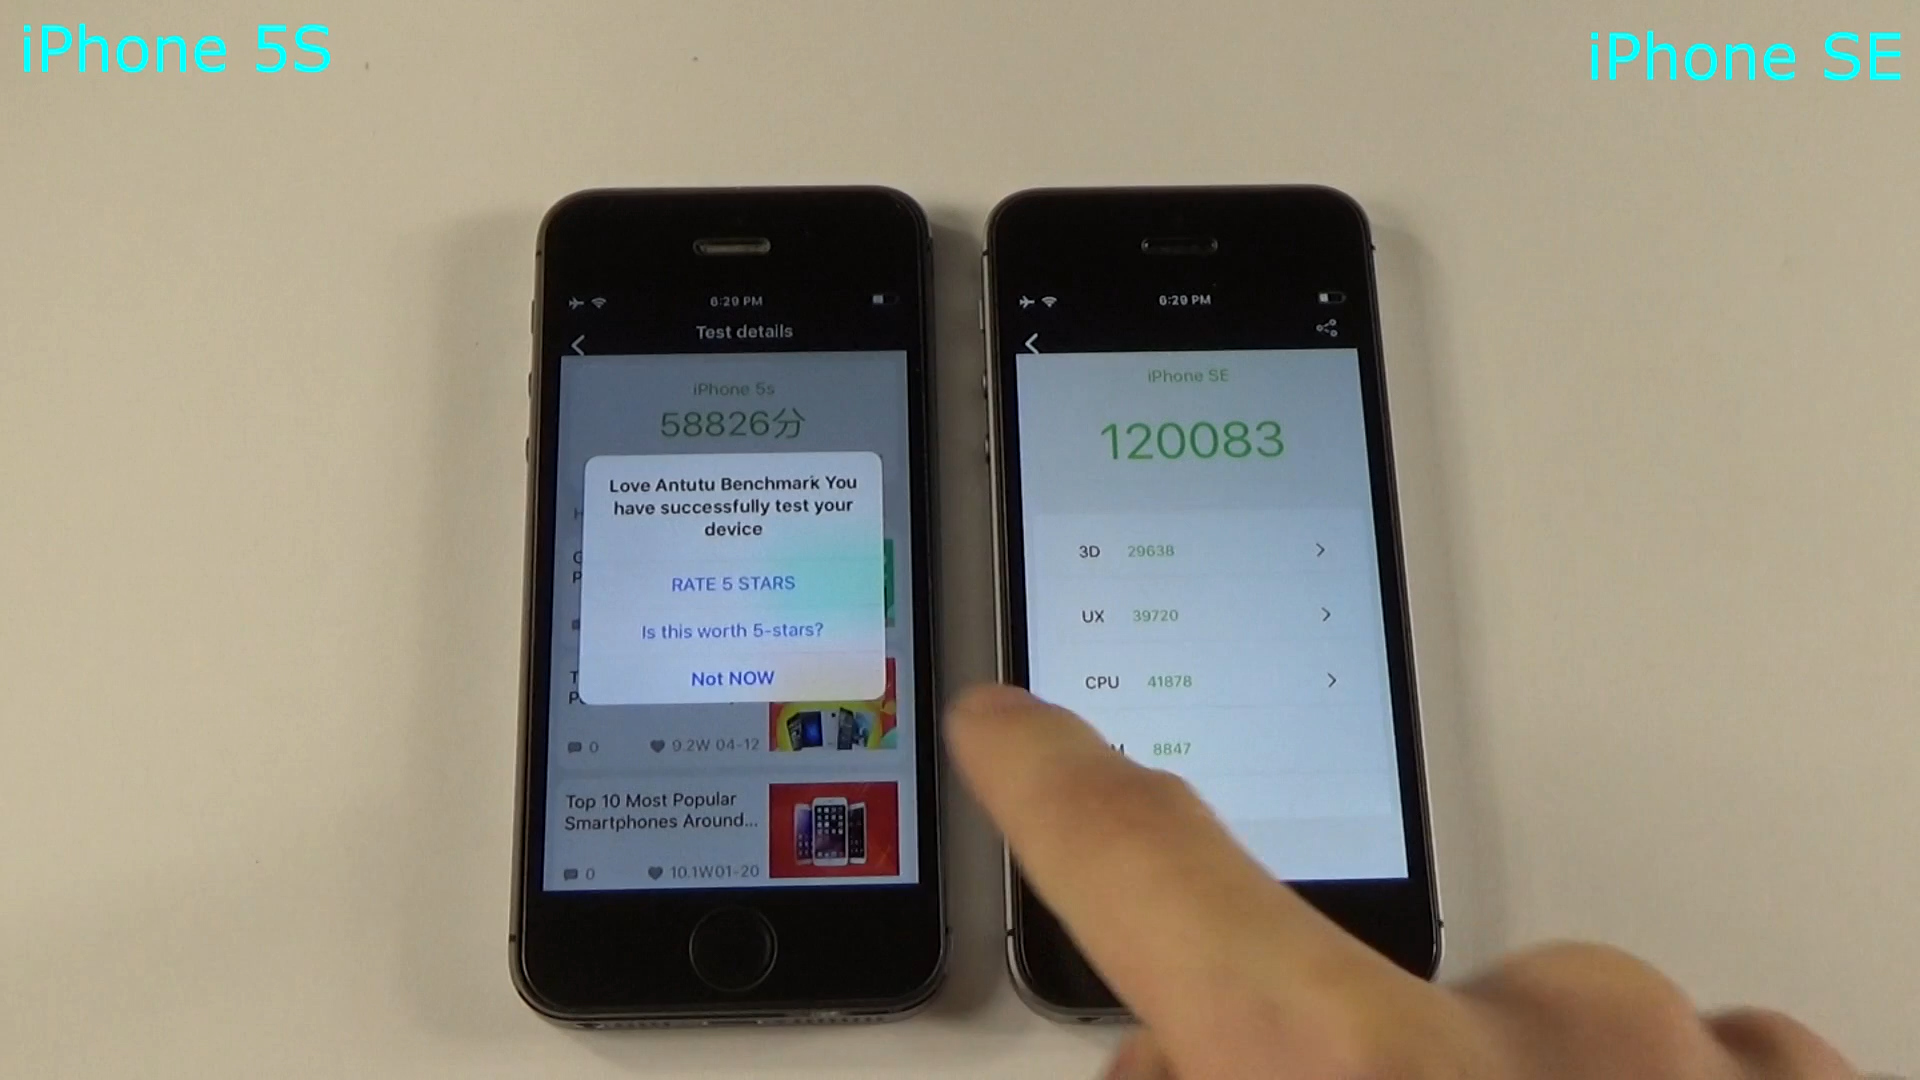 iPhone 5S
iPhone SE
6:29 PM
Test details
iPhone 5s
58826分
Love Antutu Benchmark You
have successfully test your
device
RATE 5 STARS
Is this worth 5-stars?
Not NOW
0
9.2W 04-12
Top 10 Most Popular
Smartphones Around...
0
10.1W01-20
6:29 PM
iPhone SE
120083
3D 29638
UX 39720
CPU 41878
8847